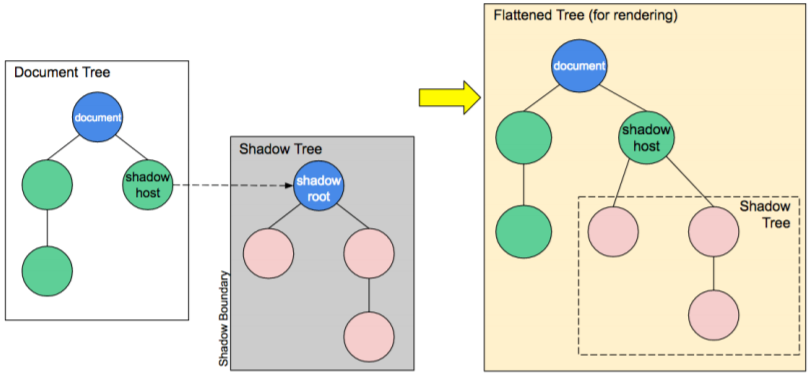 Document Tree
document
shadow
host
Shadow Tree
shadow
root
Shadow Boundary
Flattened Tree (for rendering)
document
shadow
host
Shadow
Tree